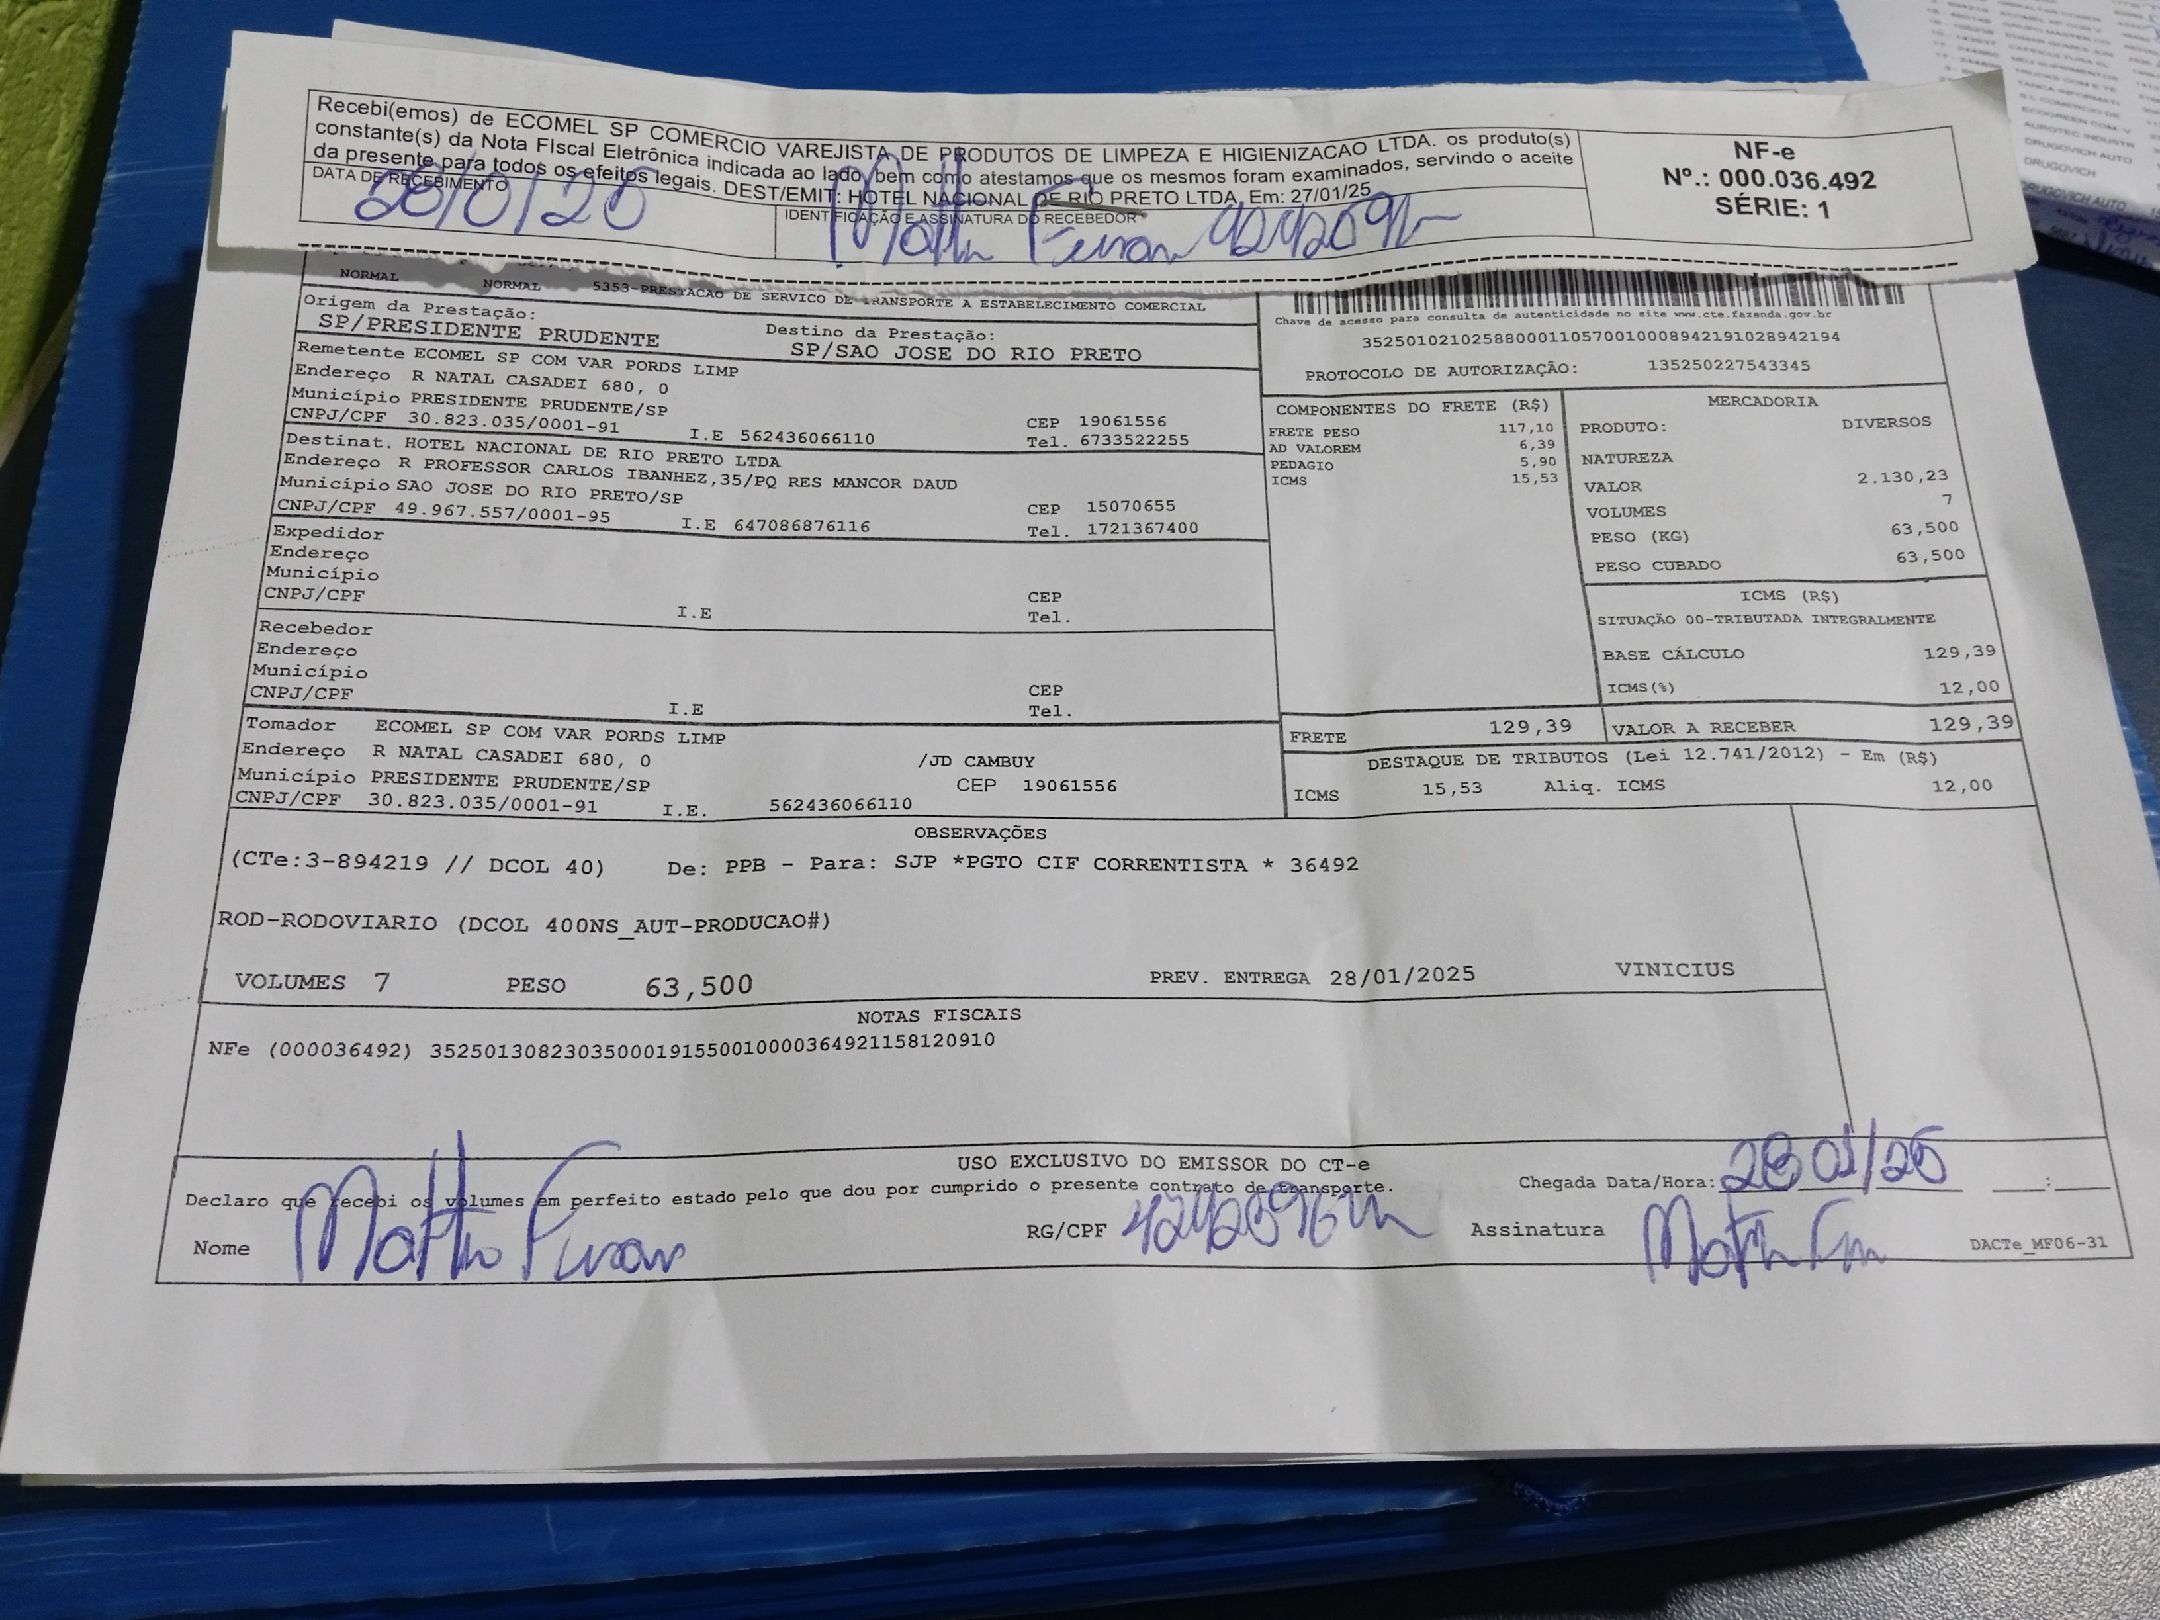 Recebi(emos) de ECOMEL SP COMERCIO VAREJISTA DE PRODUTOS DE LIMPEZA E HIGIENIZACAO LTDA. os produto(s)
constante(s) da Nota Fiscal Eletrônica indicada ao lado, bem como atestamos que os mesmos foram examinados, servindo o aceite
da presente para todos os efeitos legais. DEST/EMIT: HOTEL NACIONAL DE RIO PRETO LTDA, Em: 27/01/25
DATA DE RECEBIMENTO
IDENTIFICAÇÃO E ASSINATURA DO RECEBEDOR
NF-e
Nº.: 000.036.492
SÉRIE: 1
NORMAL NORMAL 5353-PRESTACAO DE SERVICO DE TRANSPORTE A ESTABELECIMENTO COMERCIAL
Origem da Prestação:
SP/PRESIDENTE PRUDENTE
Destino da Prestação:
SP/SAO JOSE DO RIO PRETO
Chave de acesso para consulta de autenticidade no site www.cte.fazenda.gov.br
35250102102588000110570010008942191028942194
PROTOCOLO DE AUTORIZAÇÃO: 135250227543345
Remetente ECOMEL SP COM VAR PORDS LIMP
Endereço R NATAL CASADEI 680, 0
Município PRESIDENTE PRUDENTE/SP CEP 19061556
CNPJ/CPF 30.823.035/0001-91 I.E 562436066110 Tel. 6733522255
Destinat. HOTEL NACIONAL DE RIO PRETO LTDA
Endereço R PROFESSOR CARLOS IBANHEZ,35/PQ RES MANCOR DAUD
Município SAO JOSE DO RIO PRETO/SP CEP 15070655
CNPJ/CPF 49.967.557/0001-95 I.E 647086876116 Tel. 1721367400
Expedidor
Endereço
Município CEP
CNPJ/CPF I.E Tel.
Recebedor
Endereço
Município CEP
CNPJ/CPF I.E Tel.
Tomador ECOMEL SP COM VAR PORDS LIMP
Endereço R NATAL CASADEI 680, 0 /JD CAMBUY
Município PRESIDENTE PRUDENTE/SP CEP 19061556
CNPJ/CPF 30.823.035/0001-91 I.E. 562436066110
COMPONENTES DO FRETE (R$)
FRETE PESO 117,10
AD VALOREM 6,39
PEDAGIO 5,90
ICMS 15,53
MERCADORIA
PRODUTO: DIVERSOS
NATUREZA
VALOR 2.130,23
VOLUMES 7
PESO (KG) 63,500
PESO CUBADO 63,500
ICMS (R$)
SITUAÇÃO 00-TRIBUTADA INTEGRALMENTE
BASE CÁLCULO 129,39
ICMS(%) 12,00
FRETE 129,39 VALOR A RECEBER 129,39
DESTAQUE DE TRIBUTOS (Lei 12.741/2012) - Em (R$)
ICMS 15,53 Aliq. ICMS 12,00
OBSERVAÇÕES
(CTe:3-894219 // DCOL 40) De: PPB - Para: SJP *PGTO CIF CORRENTISTA * 36492
ROD-RODOVIARIO (DCOL 400NS_AUT-PRODUCAO#)
VOLUMES 7 PESO 63,500 PREV. ENTREGA 28/01/2025 VINICIUS
NOTAS FISCAIS
NFe (000036492) 35250130823035000191550010000364921158120910
USO EXCLUSIVO DO EMISSOR DO CT-e
Declaro que recebi os volumes em perfeito estado pelo que dou por cumprido o presente contrato de transporte.
Chegada Data/Hora: 28 01/25 :
Nome RG/CPF Assinatura
DACTe_MF06-31